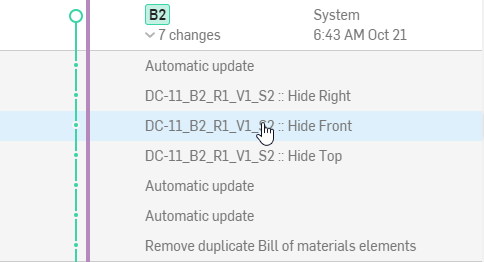 B2 System
7 changes 6:43 AM Oct 21
Automatic update
DC-11_B2_R1_V1_S2 :: Hide Right
DC-11_B2_R1_V1_S2 :: Hide Front
DC-11_B2_R1_V1_S2 :: Hide Top
Automatic update
Automatic update
Remove duplicate Bill of materials elements